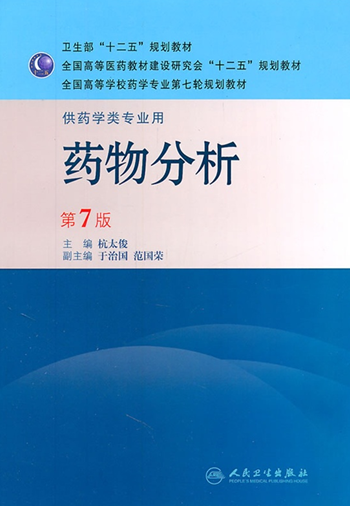 卫生部“十二五”规划教材
全国高等医药教材建设研究会“十二五”规划教材
全国高等学校药学专业第七轮规划教材
供药学类专业用
药物分析
第7版
主 编 杭太俊
副主编 于治国 范国荣
人民卫生出版社
PEOPLE'S MEDICAL PUBLISHING HOUSE